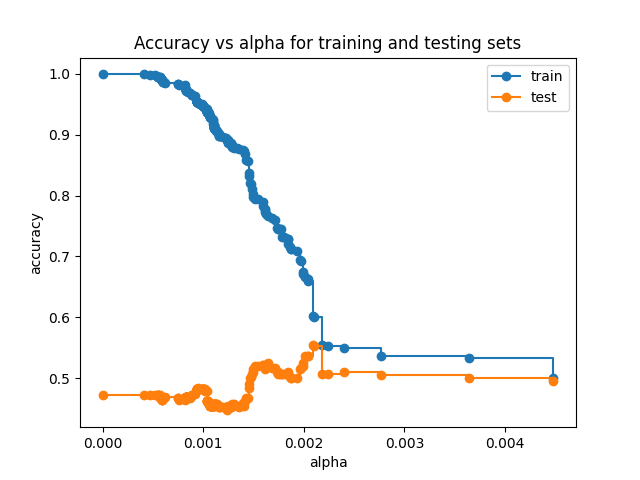 Accuracy vs alpha for training and testing sets
train
test
1.0
0.9
0.8
0.7
0.6
0.5
accuracy
0.000
0.001
0.002
0.003
0.004
alpha